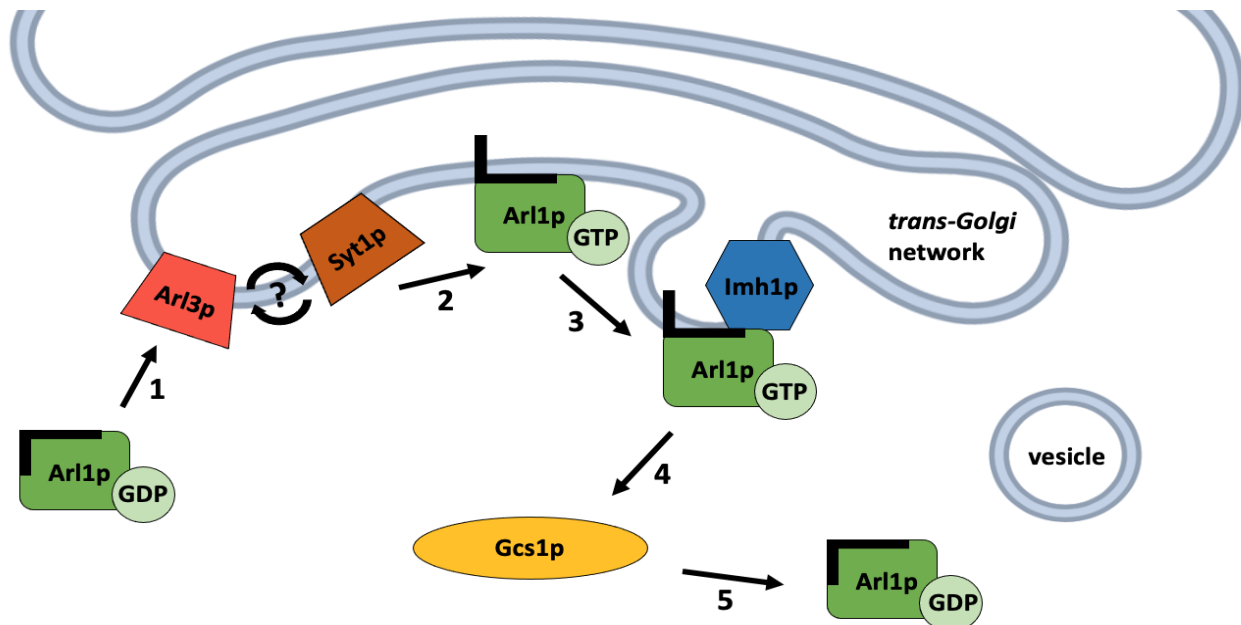 Arl1p
GTP
trans-Golgi
network
Syt1p
Arl3p
?
2
3
Imh1p
1
Arl1p
GTP
Arl1p
GDP
4
vesicle
Gcs1p
5
Arl1p
GDP